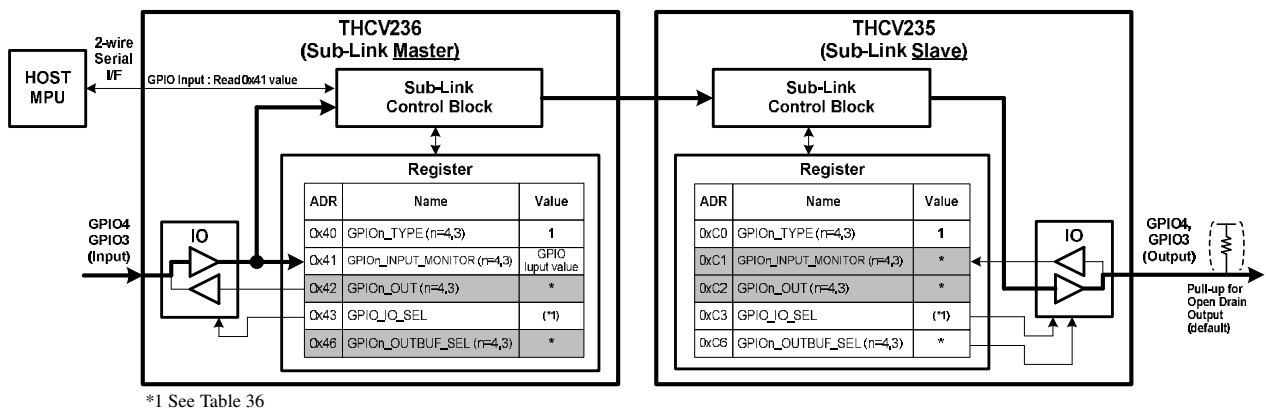 THCV236
(Sub-Link Master)
THCV235
(Sub-Link Slave)
HOST
MPU
2-wire
Serial
I/F
GPIO Input : Read 0x41 value
Sub-Link
Control Block
Sub-Link
Control Block
Register
ADR Name Value
0x40 GPIOn_TYPE (n=4,3) 1
0x41 GPIOn_INPUT_MONITOR (n=4,3) GPIO
Iuput value
0x42 GPIOn_OUT (n=4,3) *
0x43 GPIO_IO_SEL (*1)
0x46 GPIOn_OUTBUF_SEL (n=4,3) *
GPIO4
GPIO3
(Input)
IO
Register
ADR Name Value
0xC0 GPIOn_TYPE (n=4,3) 1
0xC1 GPIOn_INPUT_MONITOR (n=4,3) *
0xC2 GPIOn_OUT (n=4,3) *
0xC3 GPIO_IO_SEL (*1)
0xC6 GPIOn_OUTBUF_SEL (n=4,3) *
IO
GPIO4,
GPIO3
(Output)
Pull-up for
Open Drain
Output
(default)
*1 See Table 36